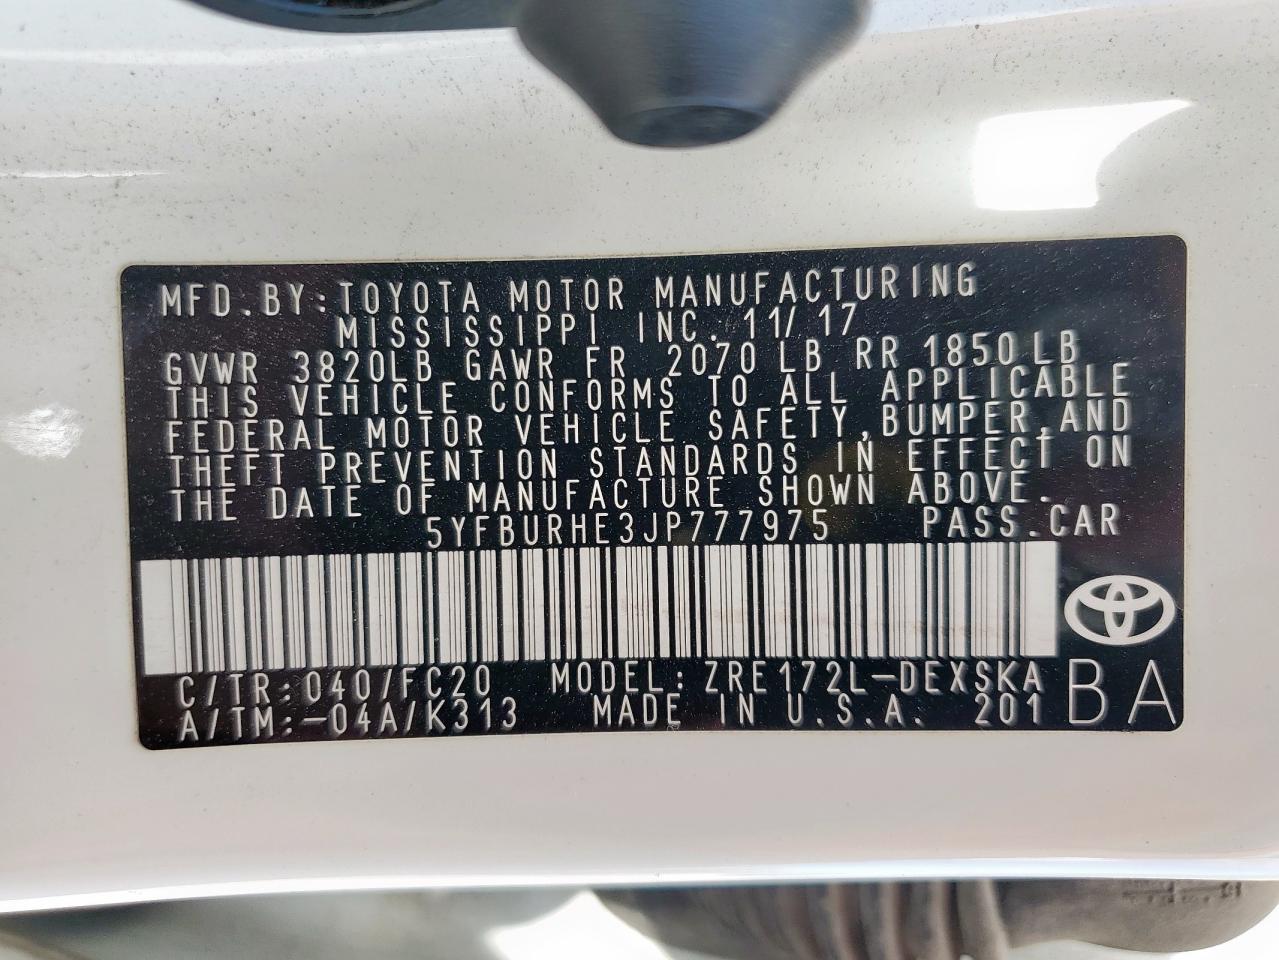 MFD.BY:TOYOTA MOTOR MANUFACTURING
MISSISSIPPI INC. 11/17
GVWR 3820LB GAWR FR 2070 LB RR 1850LB
THIS VEHICLE CONFORMS TO ALL APPLICABLE
FEDERAL MOTOR VEHICLE SAFETY,BUMPER,AND
THEFT PREVENTION STANDARDS IN EFFECT ON
THE DATE OF MANUFACTURE SHOWN ABOVE.
5YFBURHE3JP777975 PASS.CAR
C/TR:040/FC20 MODEL:ZRE172L-DEXSKA
A/TM:-04A/K313 MADE IN U.S.A. 201
BA